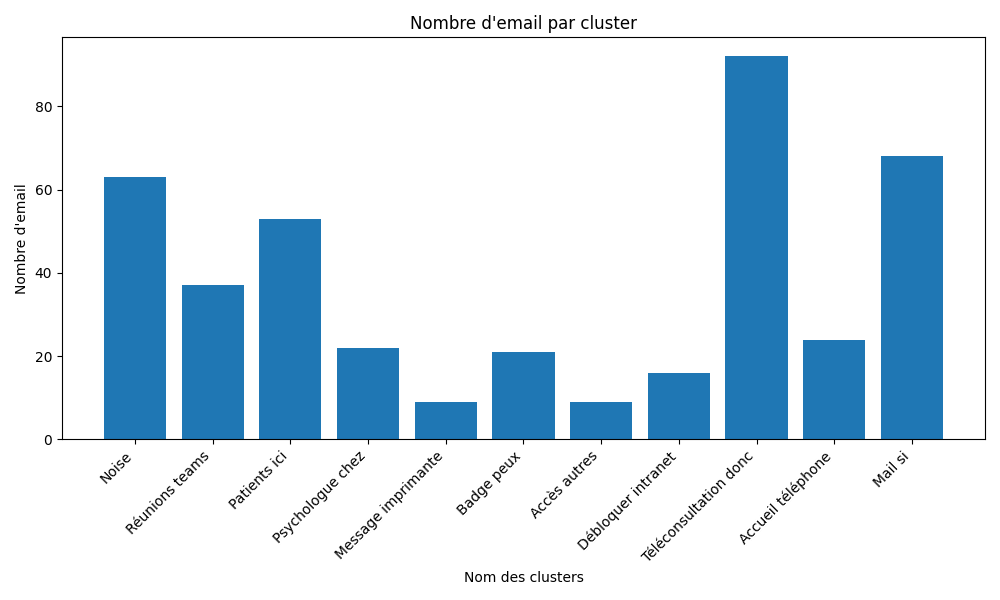 Nombre d'email par cluster
Nombre d'email
80
60
40
20
0
Noise
Réunions teams
Patients ici
Psychologue chez
Message imprimante
Badge peux
Accès autres
Débloquer intranet
Téléconsultation donc
Accueil téléphone
Mail si
Nom des clusters